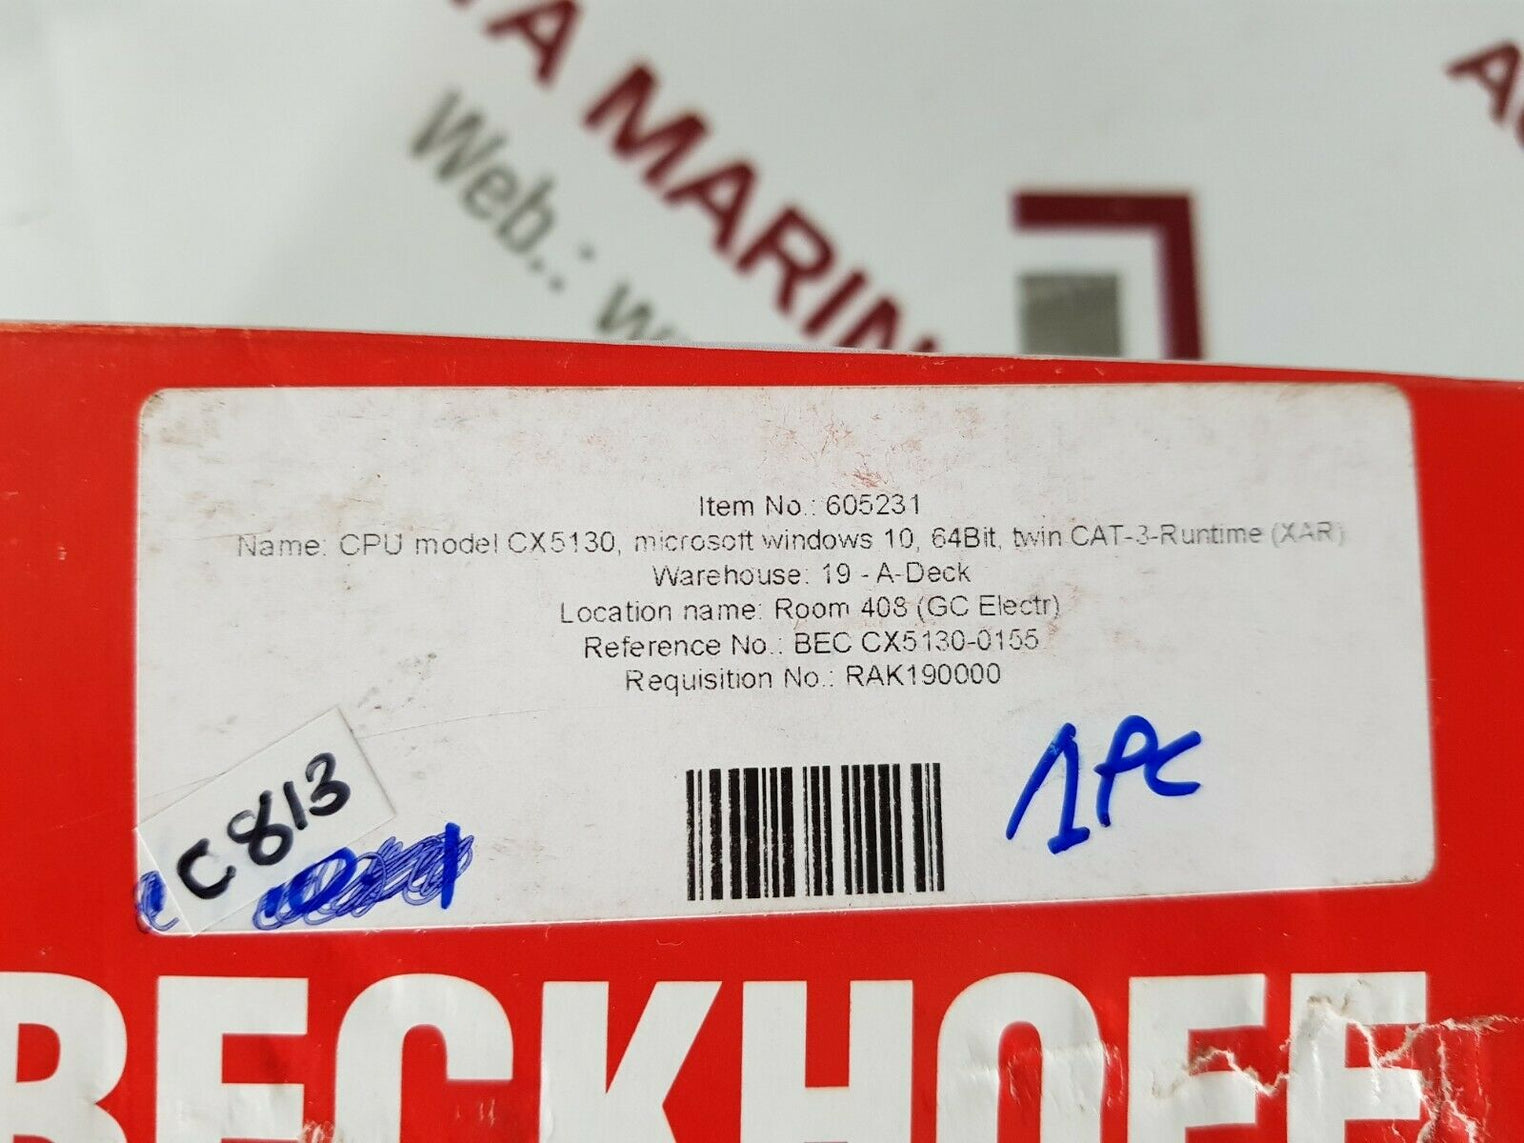 TA MARIN
Web.: w
Item No.: 605231
Name: CPU model CX5130, microsoft windows 10, 64Bit, twin CAT-3-Runtime (XAR)
Warehouse: 19 - A-Deck
Location name: Room 408 (GC Electr)
Reference No.: BEC CX5130-0155
Requisition No.: RAK190000
1PC
C813
BECKHOFF